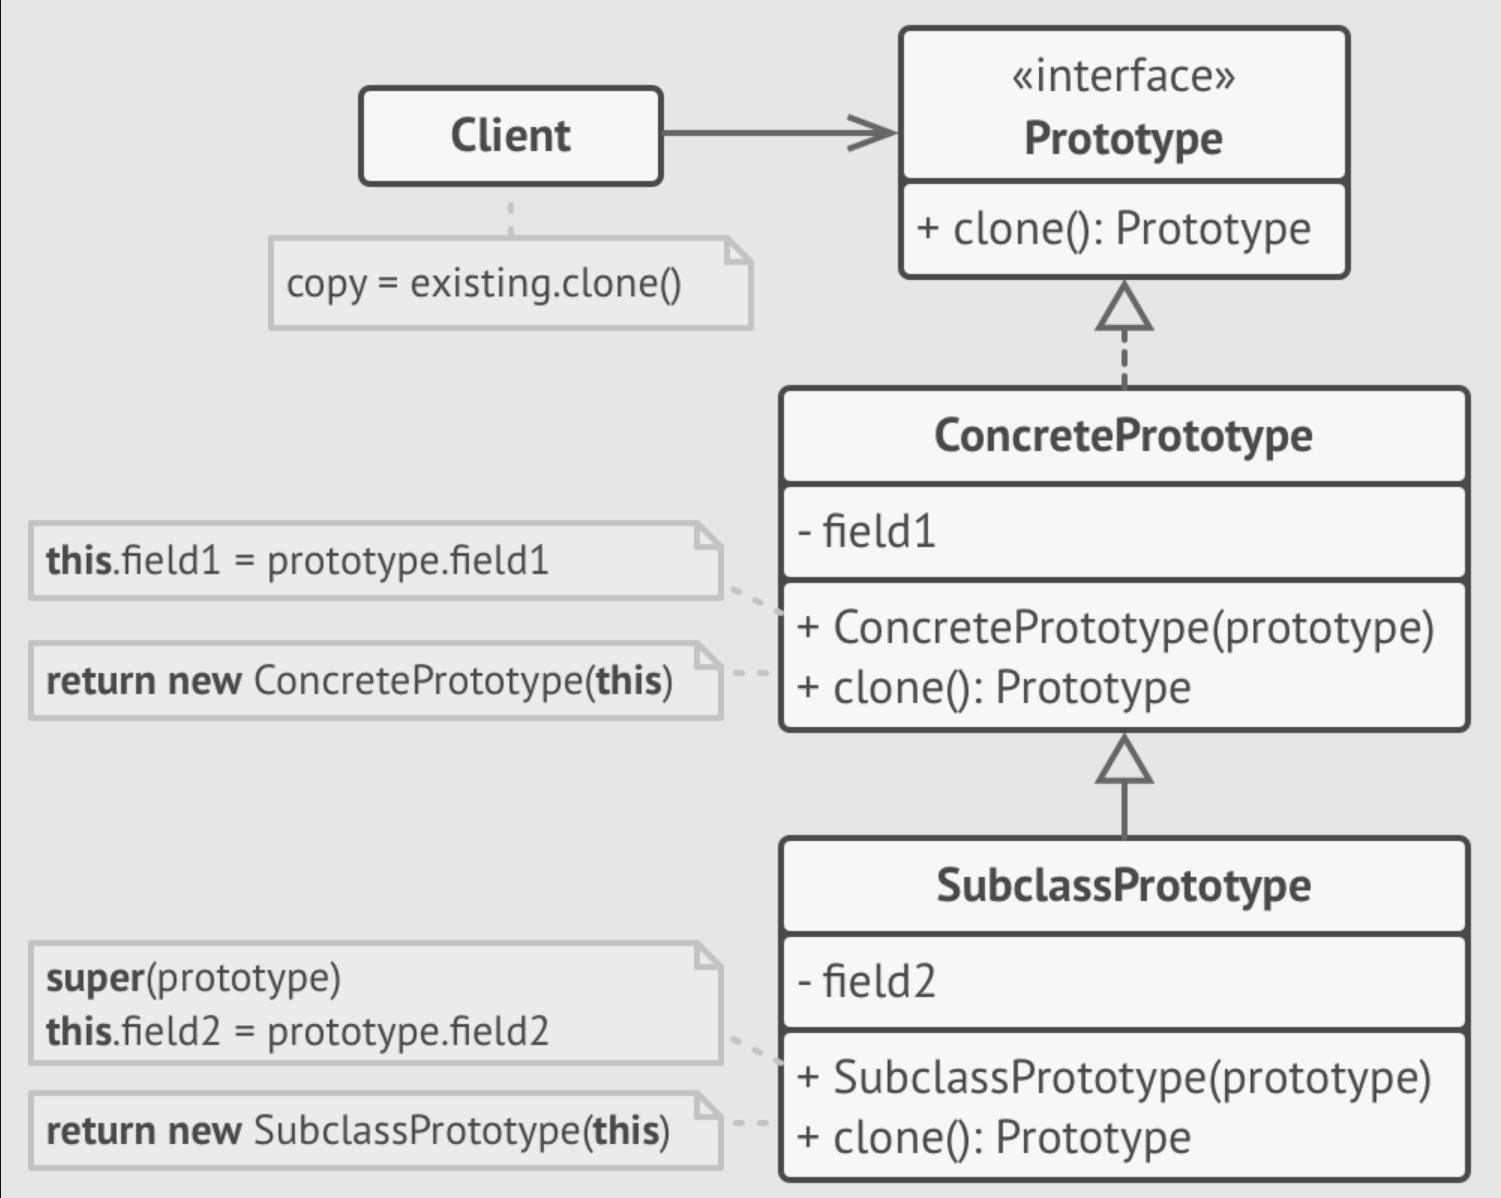 Client
«interface»
Prototype
+ clone(): Prototype
copy = existing.clone()
ConcretePrototype
- field1
+ ConcretePrototype(prototype)
+ clone(): Prototype
this.field1 = prototype.field1
return new ConcretePrototype(this)
SubclassPrototype
- field2
+ SubclassPrototype(prototype)
+ clone(): Prototype
super(prototype)
this.field2 = prototype.field2
return new SubclassPrototype(this)